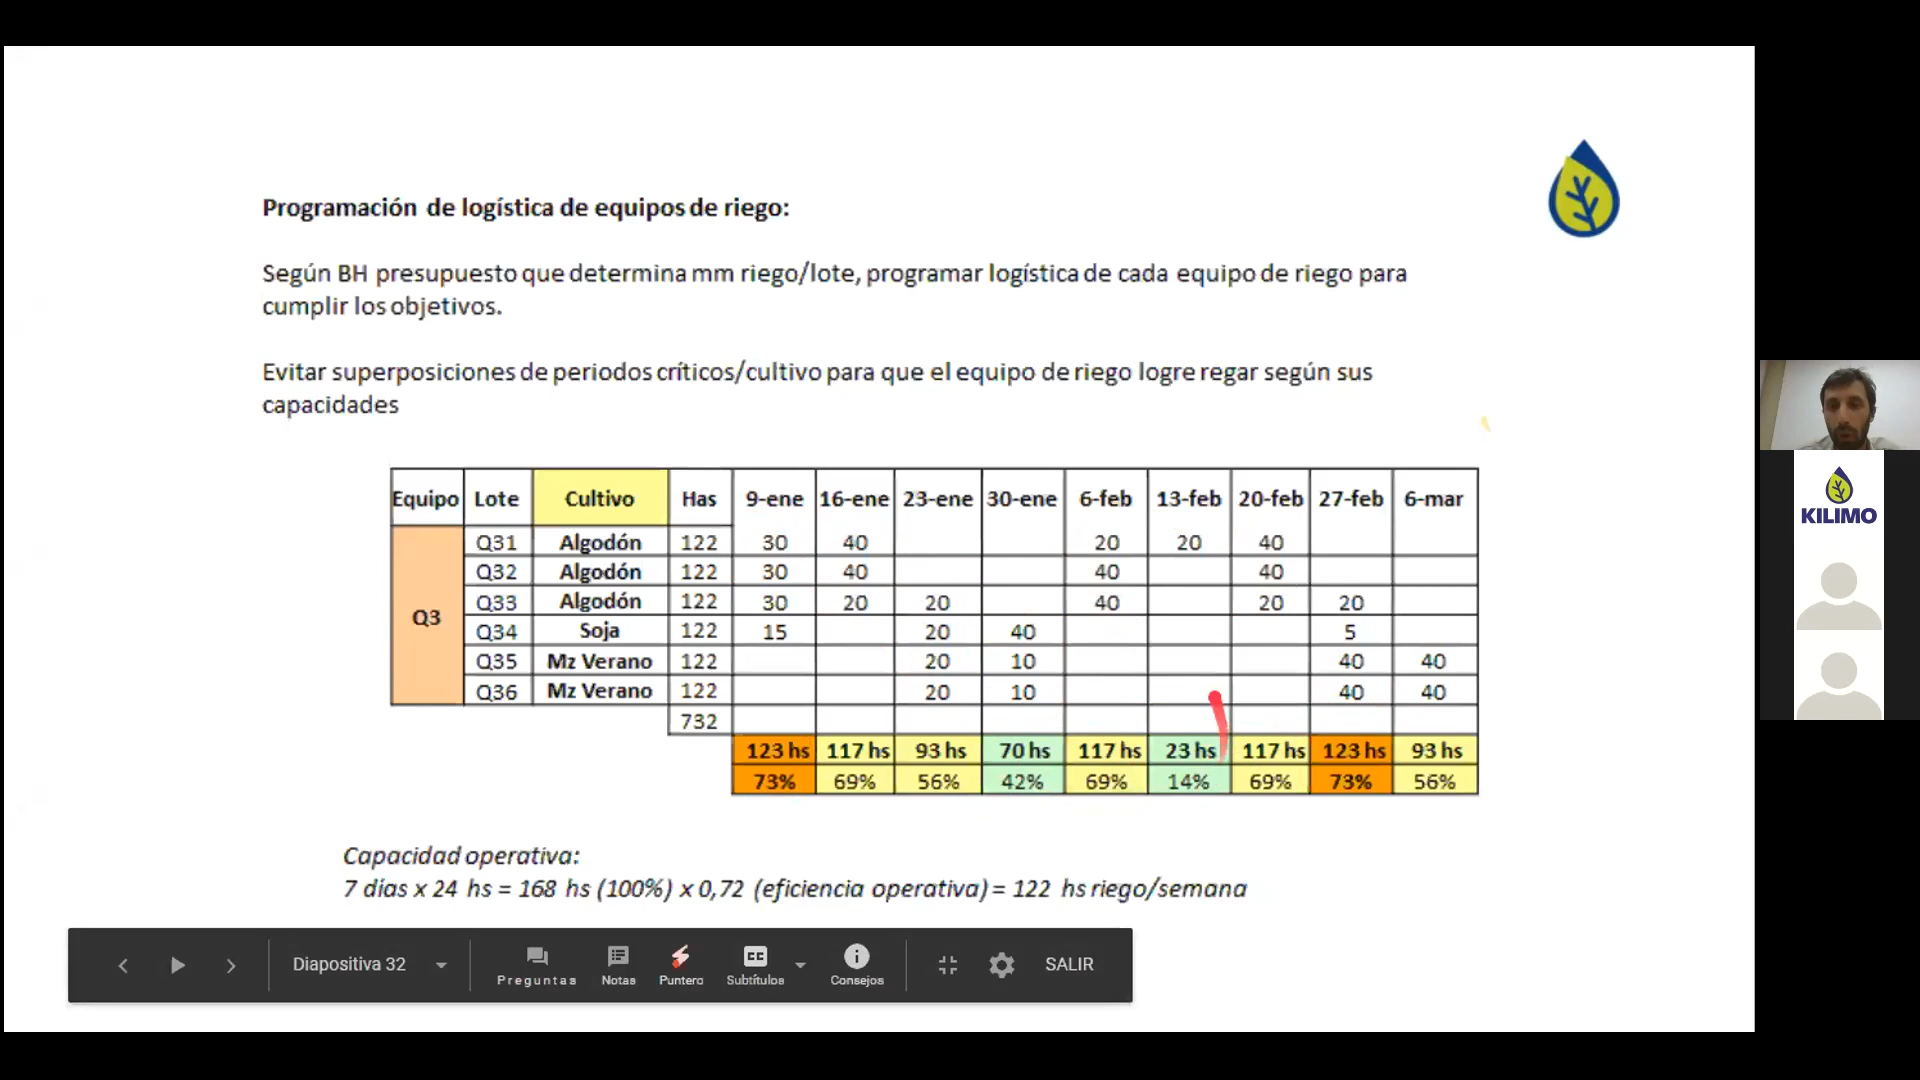 Programación de logística de equipos de riego:
Según BH presupuesto que determina mm riego/lote, programar logística de cada equipo de riego para
cumplir los objetivos.
Evitar superposiciones de periodos críticos/cultivo para que el equipo de riego logre regar según sus
capacidades
Equipo Lote Cultivo Has 9-ene 16-ene 23-ene 30-ene 6-feb 13-feb 20-feb 27-feb 6-mar
Q31 Algodón 122 30 40 20 20 40
Q32 Algodón 122 30 40 40 40
Q33 Algodón 122 30 20 20 40 20 20
Q3
Q34 Soja 122 15 20 40 5
Q35 Mz Verano 122 20 10 40 40
Q36 Mz Verano 122 20 10 40 40
732
123 hs 117 hs 93 hs 70 hs 117 hs 23 hs 117 hs 123 hs 93 hs
73% 69% 56% 42% 69% 14% 69% 73% 56%
Capacidad operativa:
7 días x 24 hs = 168 hs (100%) x 0,72 (eficiencia operativa) = 122 hs riego/semana
Diapositiva 32
Preguntas
Notas
Puntero
CC
Subtítulos
Consejos
SALIR
KILIMO